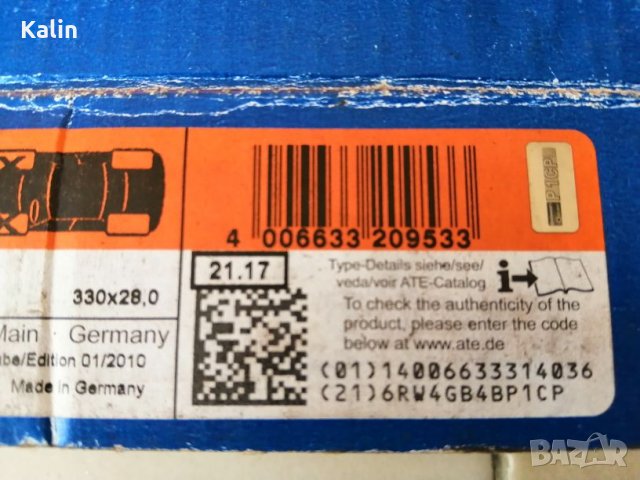 Kalin
P1CP
4 006633 209533
21.17
Type-Details siehe/see/
veda/voir ATE-Catalog
330x28,0
To check the authenticity of the
product, please enter the code
below at www.ate.de
Main · Germany
Edition 01/2010
Made in Germany
(01)14006633314036
(21)6RW4GB4BP1CP
bazar